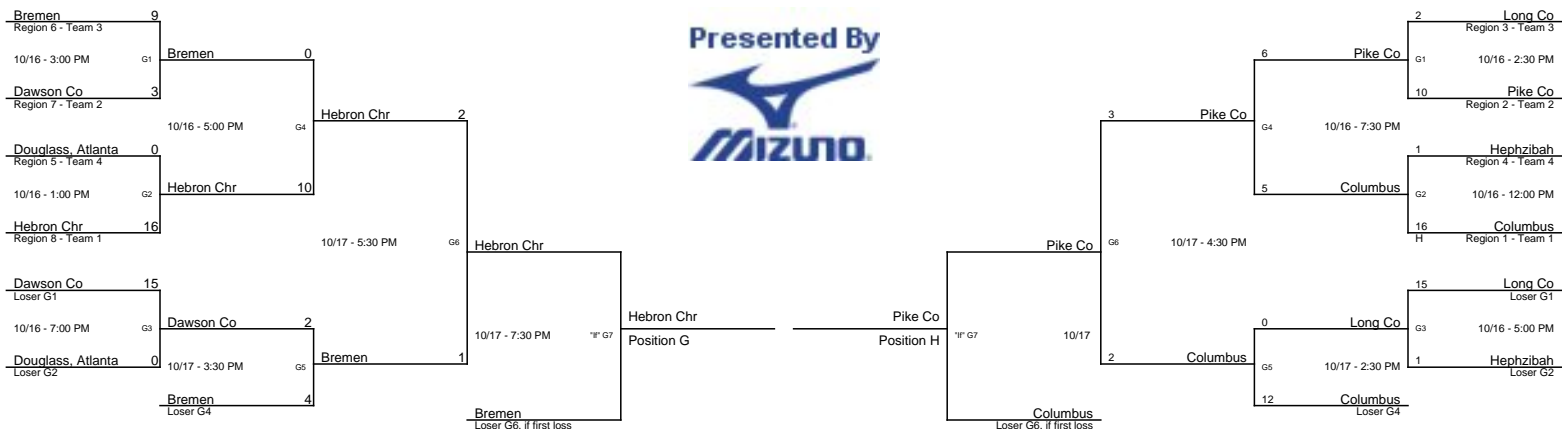 Presented By
MIZUNO
Bremen 9
Region 6 - Team 3
10/16 - 3:00 PM G1
Bremen 0
Dawson Co 3
Region 7 - Team 2
10/16 - 5:00 PM G4
Hebron Chr 2
Douglass, Atlanta 0
Region 5 - Team 4
10/16 - 1:00 PM G2
Hebron Chr 10
Hebron Chr 16
Region 8 - Team 1
10/17 - 5:30 PM G6
Hebron Chr
Dawson Co 15
Loser G1
10/16 - 7:00 PM G3
Dawson Co 2
Douglass, Atlanta 0
Loser G2
10/17 - 3:30 PM G5
Bremen 1
Bremen 4
Loser G4
10/17 - 7:30 PM "If" G7
Hebron Chr
Position G
Bremen
Loser G6, if first loss
2 Long Co
Region 3 - Team 3
6 Pike Co
G1 10/16 - 2:30 PM
10 Pike Co
Region 2 - Team 2
3 Pike Co
G4 10/16 - 7:30 PM
1 Hephzibah
Region 4 - Team 4
5 Columbus
G2 10/16 - 12:00 PM
16 Columbus
H Region 1 - Team 1
Pike Co
G6 10/17 - 4:30 PM
15 Long Co
Loser G1
0 Long Co
G3 10/16 - 5:00 PM
1 Hephzibah
Loser G2
2 Columbus
G5 10/17 - 2:30 PM
12 Columbus
Loser G4
Pike Co
Position H
"If" G7 10/17
Columbus
Loser G6, if first loss